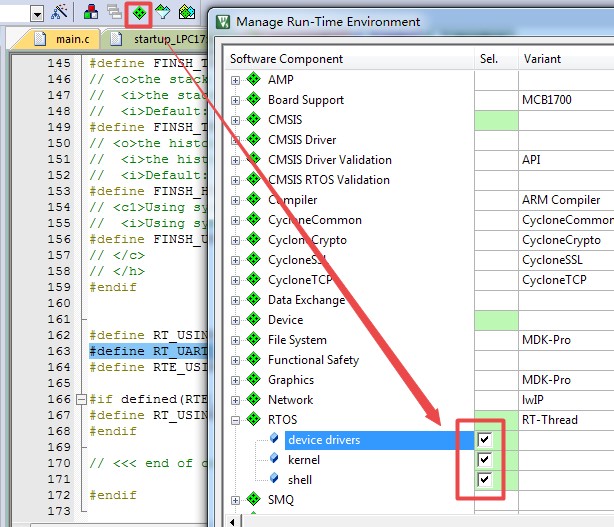 main.c
startup_LPC17
145 #define FINSH_T
146 // <o>the stack
147 // <i>the stack
148 // <i>Default:
149 #define FINSH_T
150 // <o>the histo
151 // <i>the hist
152 // <i>Default:
153 #define FINSH_H
154 // <c1>Using sy
155 // <i>Using sy
156 #define FINSH_U
157 // </c>
158 // </h>
159 #endif
160
161
162 #define RT_USIN
163 #define RT_UART
164 #define RTE_USI
165
166 #if defined(RTE
167 #define RT_USIN
168 #endif
169
170 // <<< end of c
171
172 #endif
173
Manage Run-Time Environment
Software Component Sel. Variant
AMP
Board Support MCB1700
CMSIS
CMSIS Driver
CMSIS Driver Validation API
CMSIS RTOS Validation
Compiler ARM Compiler
CycloneCommon CycloneCommon
CycloneCrypto CycloneCrypto
CycloneSSL CycloneSSL
CycloneTCP CycloneTCP
Data Exchange
Device
File System MDK-Pro
Functional Safety
Graphics MDK-Pro
Network lwIP
RTOS RT-Thread
device drivers
kernel
shell
SMQ